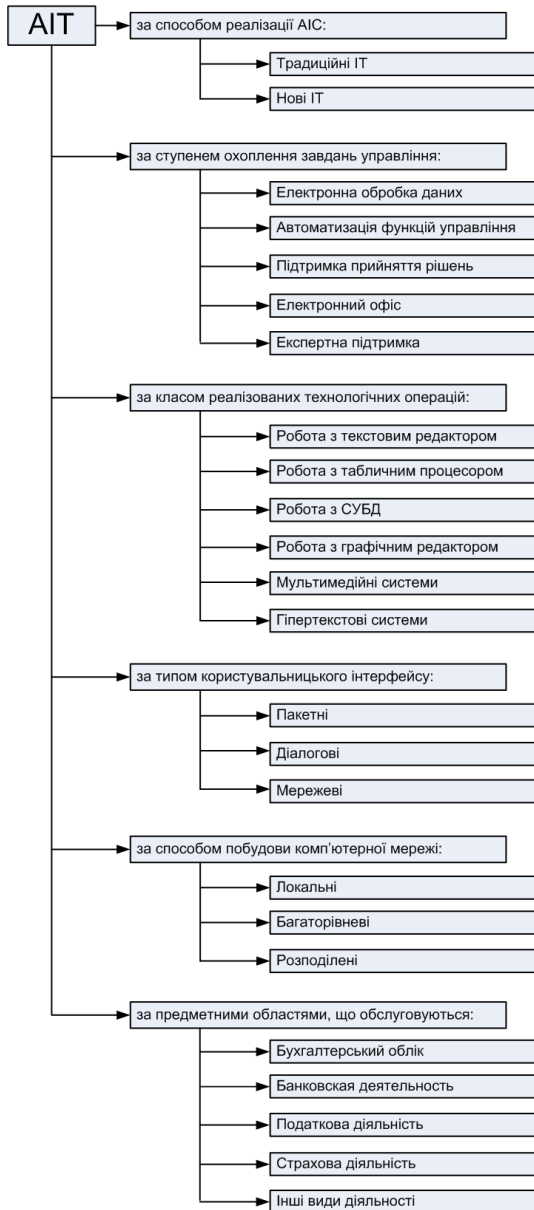 АІТ
за способом реалізації АІС:
Традиційні ІТ
Нові ІТ
за ступенем охоплення завдань управління:
Електронна обробка даних
Автоматизація функцій управління
Підтримка прийняття рішень
Електронний офіс
Експертна підтримка
за класом реалізованих технологічних операцій:
Робота з текстовим редактором
Робота з табличним процесором
Робота з СУБД
Робота з графічним редактором
Мультимедійні системи
Гіпертекстові системи
за типом користувальницького інтерфейсу:
Пакетні
Діалогові
Мережеві
за способом побудови комп'ютерної мережі:
Локальні
Багаторівневі
Розподілені
за предметними областями, що обслуговуються:
Бухгалтерський облік
Банковская деятельность
Податкова діяльність
Страхова діяльність
Інші види діяльності